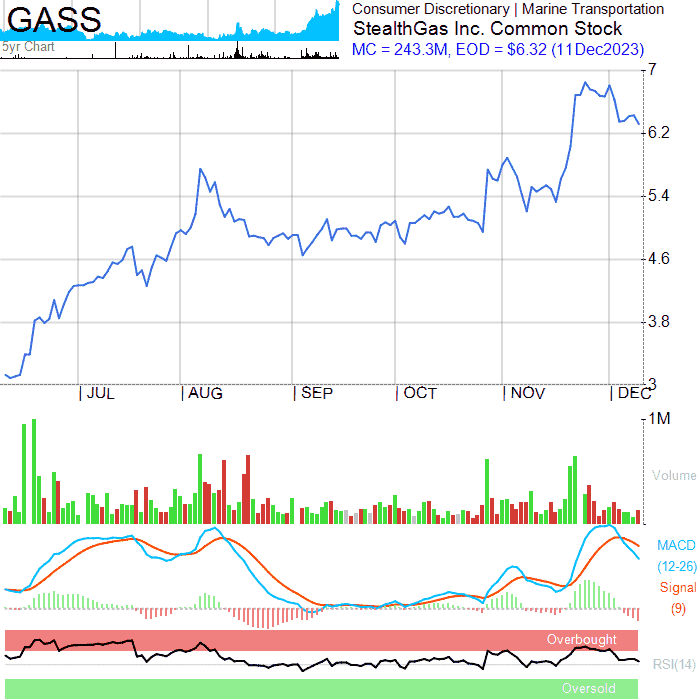 GASS
5yr Chart
Consumer Discretionary | Marine Transportation
StealthGas Inc. Common Stock
MC = 243.3M, EOD = $6.32 (11Dec2023)
7
6.2
5.4
4.6
3.8
3
| JUL | AUG | SEP | OCT | NOV | DEC
1M
Volume
MACD
(12-26)
Signal
(9)
Overbought
RSI(14)
Oversold